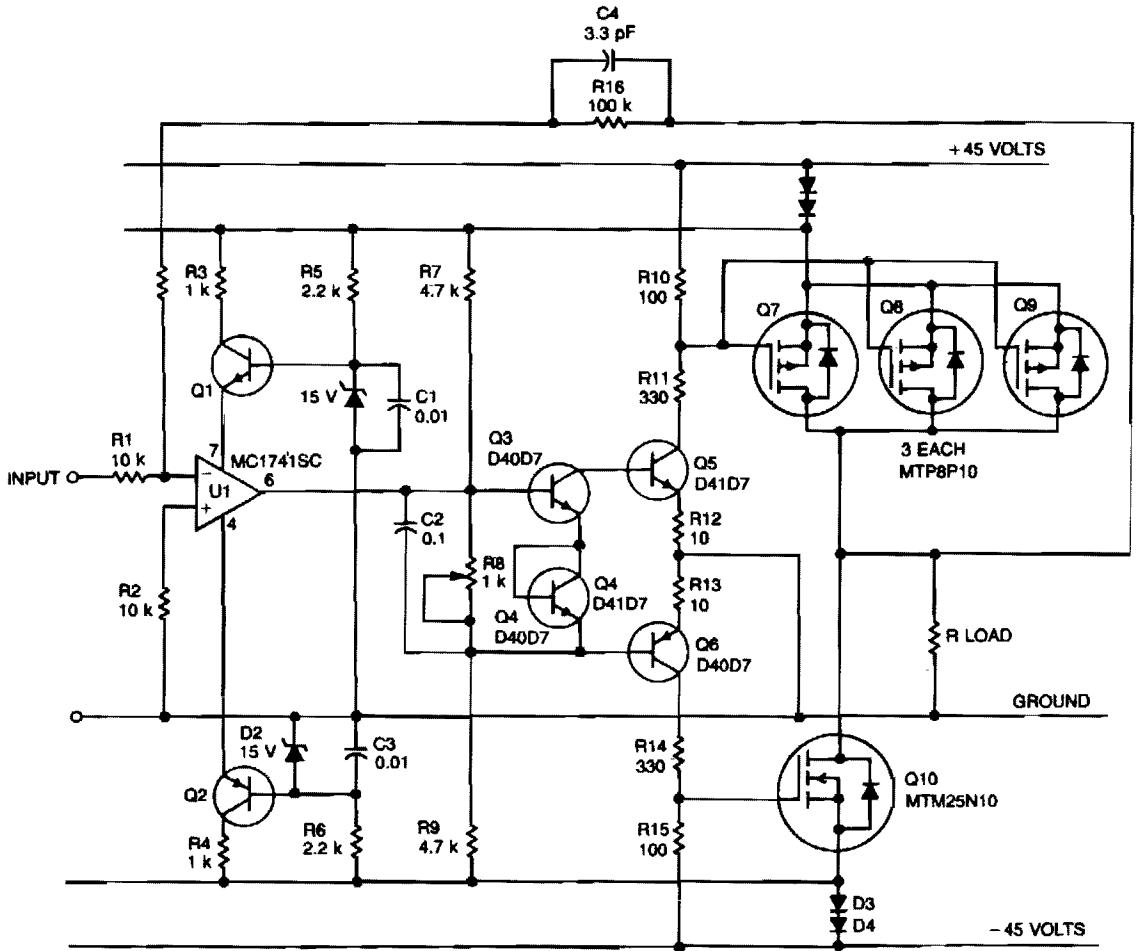 C4
3.3 pF
R16
100 k
+45 VOLTS
R3
1 k
R5
2.2 k
R7
4.7 k
R10
100
Q7
Q8
Q9
Q1
15 V
C1
0.01
R11
330
R1
10 k
INPUT
7
MC1741SC
6
U1
−
+
4
Q3
D40D7
Q5
D41D7
3 EACH
MTP8P10
C2
0.1
R12
10
R8
1 k
R2
10 k
Q4
D41D7
Q4
D40D7
R13
10
Q6
D40D7
R LOAD
GROUND
D2
15 V
C3
0.01
R14
330
Q10
MTM25N10
Q2
R4
1 k
R6
2.2 k
R9
4.7 k
R15
100
D3
D4
−45 VOLTS